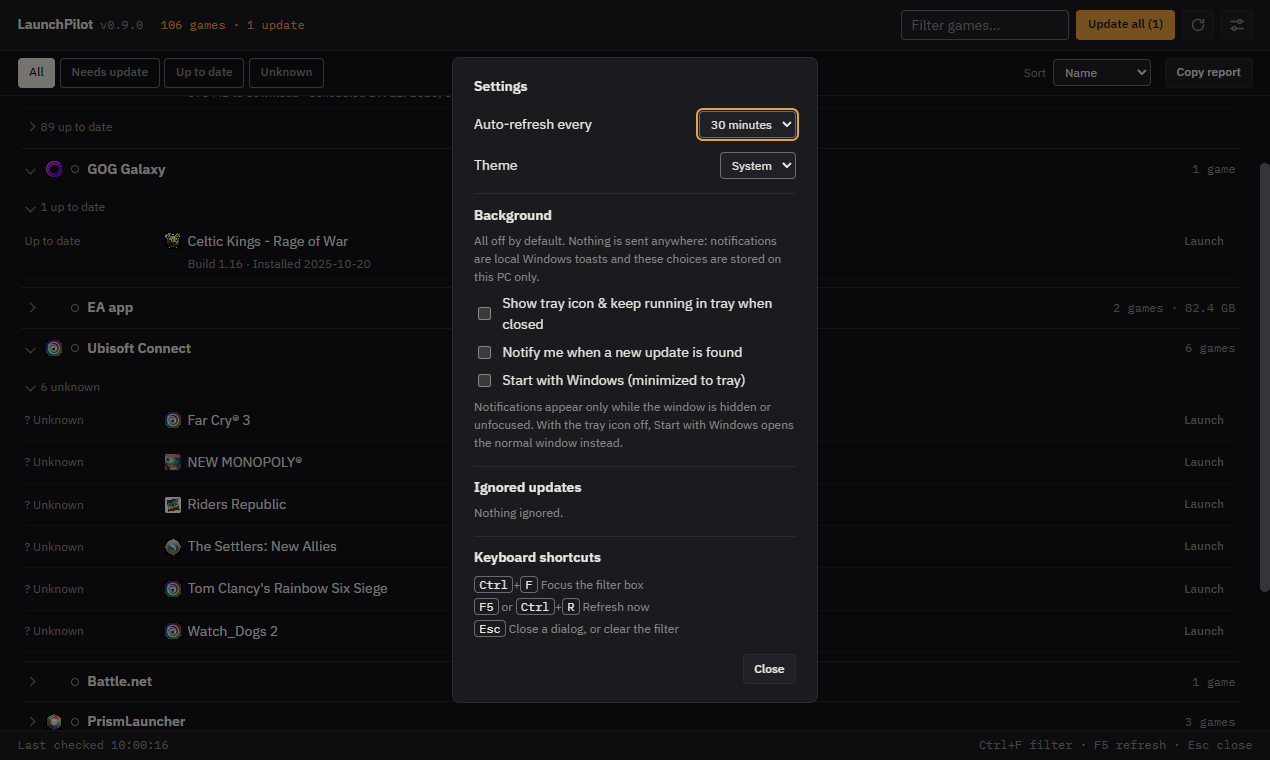 LaunchPilot v0.9.0 106 games · 1 update
Filter games...
Update all (1)
All
Needs update
Up to date
Unknown
Sort
Name
Copy report
89 up to date
GOG Galaxy
1 game
1 up to date
Up to date
Celtic Kings - Rage of War
Launch
Build 1.16 · Installed 2025-10-20
EA app
2 games · 82.4 GB
Ubisoft Connect
6 games
6 unknown
? Unknown
Far Cry® 3
Launch
? Unknown
NEW MONOPOLY®
Launch
? Unknown
Riders Republic
Launch
? Unknown
The Settlers: New Allies
Launch
? Unknown
Tom Clancy's Rainbow Six Siege
Launch
? Unknown
Watch_Dogs 2
Launch
Battle.net
1 game
PrismLauncher
3 games
Last checked 10:00:16
Ctrl+F filter · F5 refresh · Esc close
Settings
Auto-refresh every
30 minutes
Theme
System
Background
All off by default. Nothing is sent anywhere: notifications
are local Windows toasts and these choices are stored on
this PC only.
Show tray icon & keep running in tray when
closed
Notify me when a new update is found
Start with Windows (minimized to tray)
Notifications appear only while the window is hidden or
unfocused. With the tray icon off, Start with Windows opens
the normal window instead.
Ignored updates
Nothing ignored.
Keyboard shortcuts
Ctrl+F Focus the filter box
F5 or Ctrl+R Refresh now
Esc Close a dialog, or clear the filter
Close